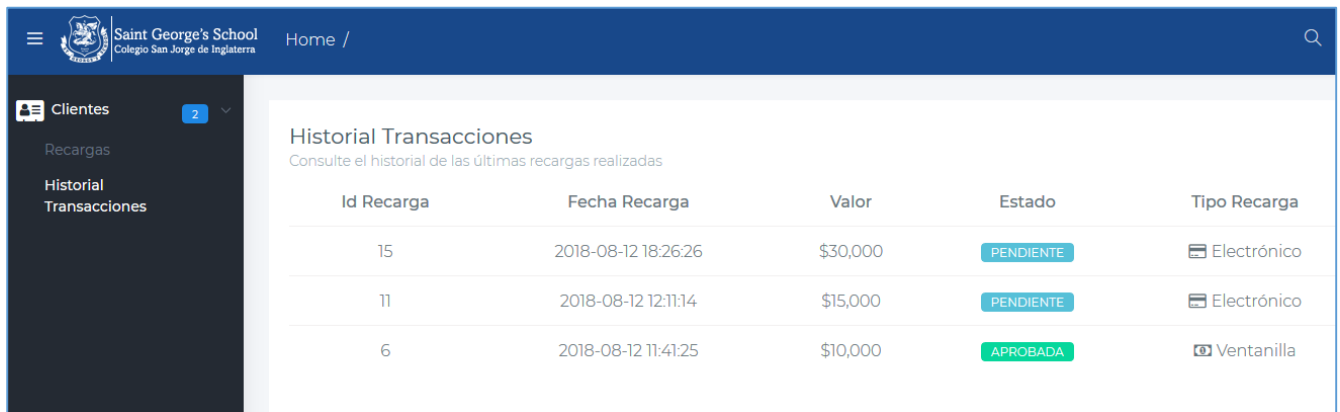 Saint George's School
Colegio San Jorge de Inglaterra
Home /
Clientes 2
Recargas
Historial
Transacciones
Historial Transacciones
Consulte el historial de las últimas recargas realizadas
Id Recarga Fecha Recarga Valor Estado Tipo Recarga
15 2018-08-12 18:26:26 $30,000 PENDIENTE Electrónico
11 2018-08-12 12:11:14 $15,000 PENDIENTE Electrónico
6 2018-08-12 11:41:25 $10,000 APROBADA Ventanilla